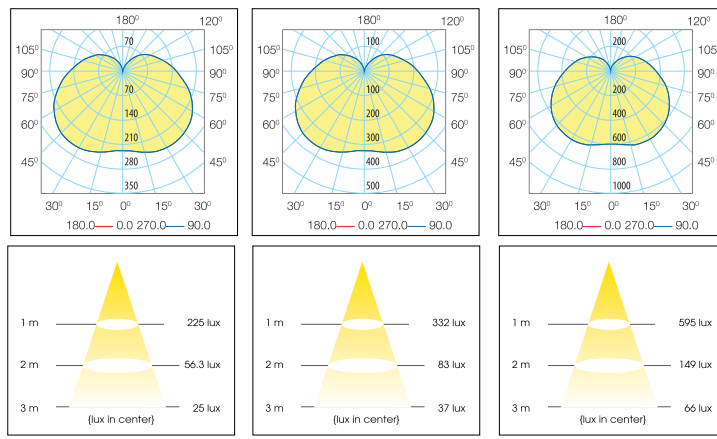 180⁰ 120⁰
105⁰ 70 105⁰
90⁰ 90⁰
75⁰ 70 75⁰
60⁰ 140 60⁰
45⁰ 210 45⁰
280
350
30⁰ 15⁰ 0⁰ 15⁰ 30⁰
180.0 0.0 270.0 90.0
180⁰ 120⁰
105⁰ 100 105⁰
90⁰ 90⁰
75⁰ 100 75⁰
60⁰ 200 60⁰
45⁰ 300 45⁰
400
500
30⁰ 15⁰ 0⁰ 15⁰ 30⁰
180.0 0.0 270.0 90.0
180⁰ 120⁰
105⁰ 200 105⁰
90⁰ 90⁰
75⁰ 200 75⁰
60⁰ 400 60⁰
45⁰ 600 45⁰
800
1000
30⁰ 15⁰ 0⁰ 15⁰ 30⁰
180.0 0.0 270.0 90.0
1 m 225 lux
2 m 56.3 lux
3 m 25 lux
{lux in center}
1 m 332 lux
2 m 83 lux
3 m 37 lux
{lux in center}
1 m 595 lux
2 m 149 lux
3 m 66 lux
{lux in center}